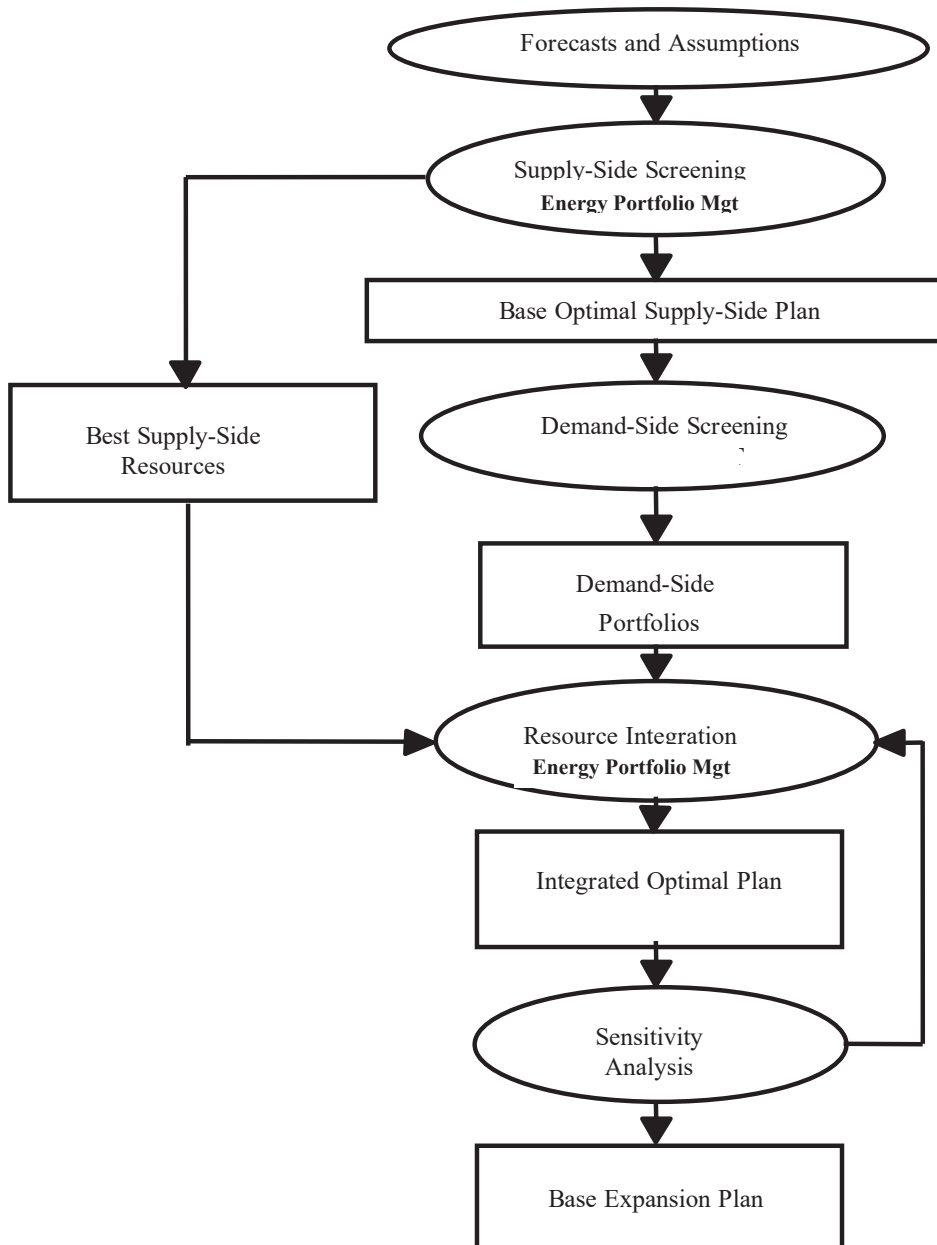 Forecasts and Assumptions
Supply-Side Screening
Energy Portfolio Mgt
Base Optimal Supply-Side Plan
Best Supply-Side
Resources
Demand-Side Screening
Demand-Side
Portfolios
Resource Integration
Energy Portfolio Mgt
Integrated Optimal Plan
Sensitivity
Analysis
Base Expansion Plan